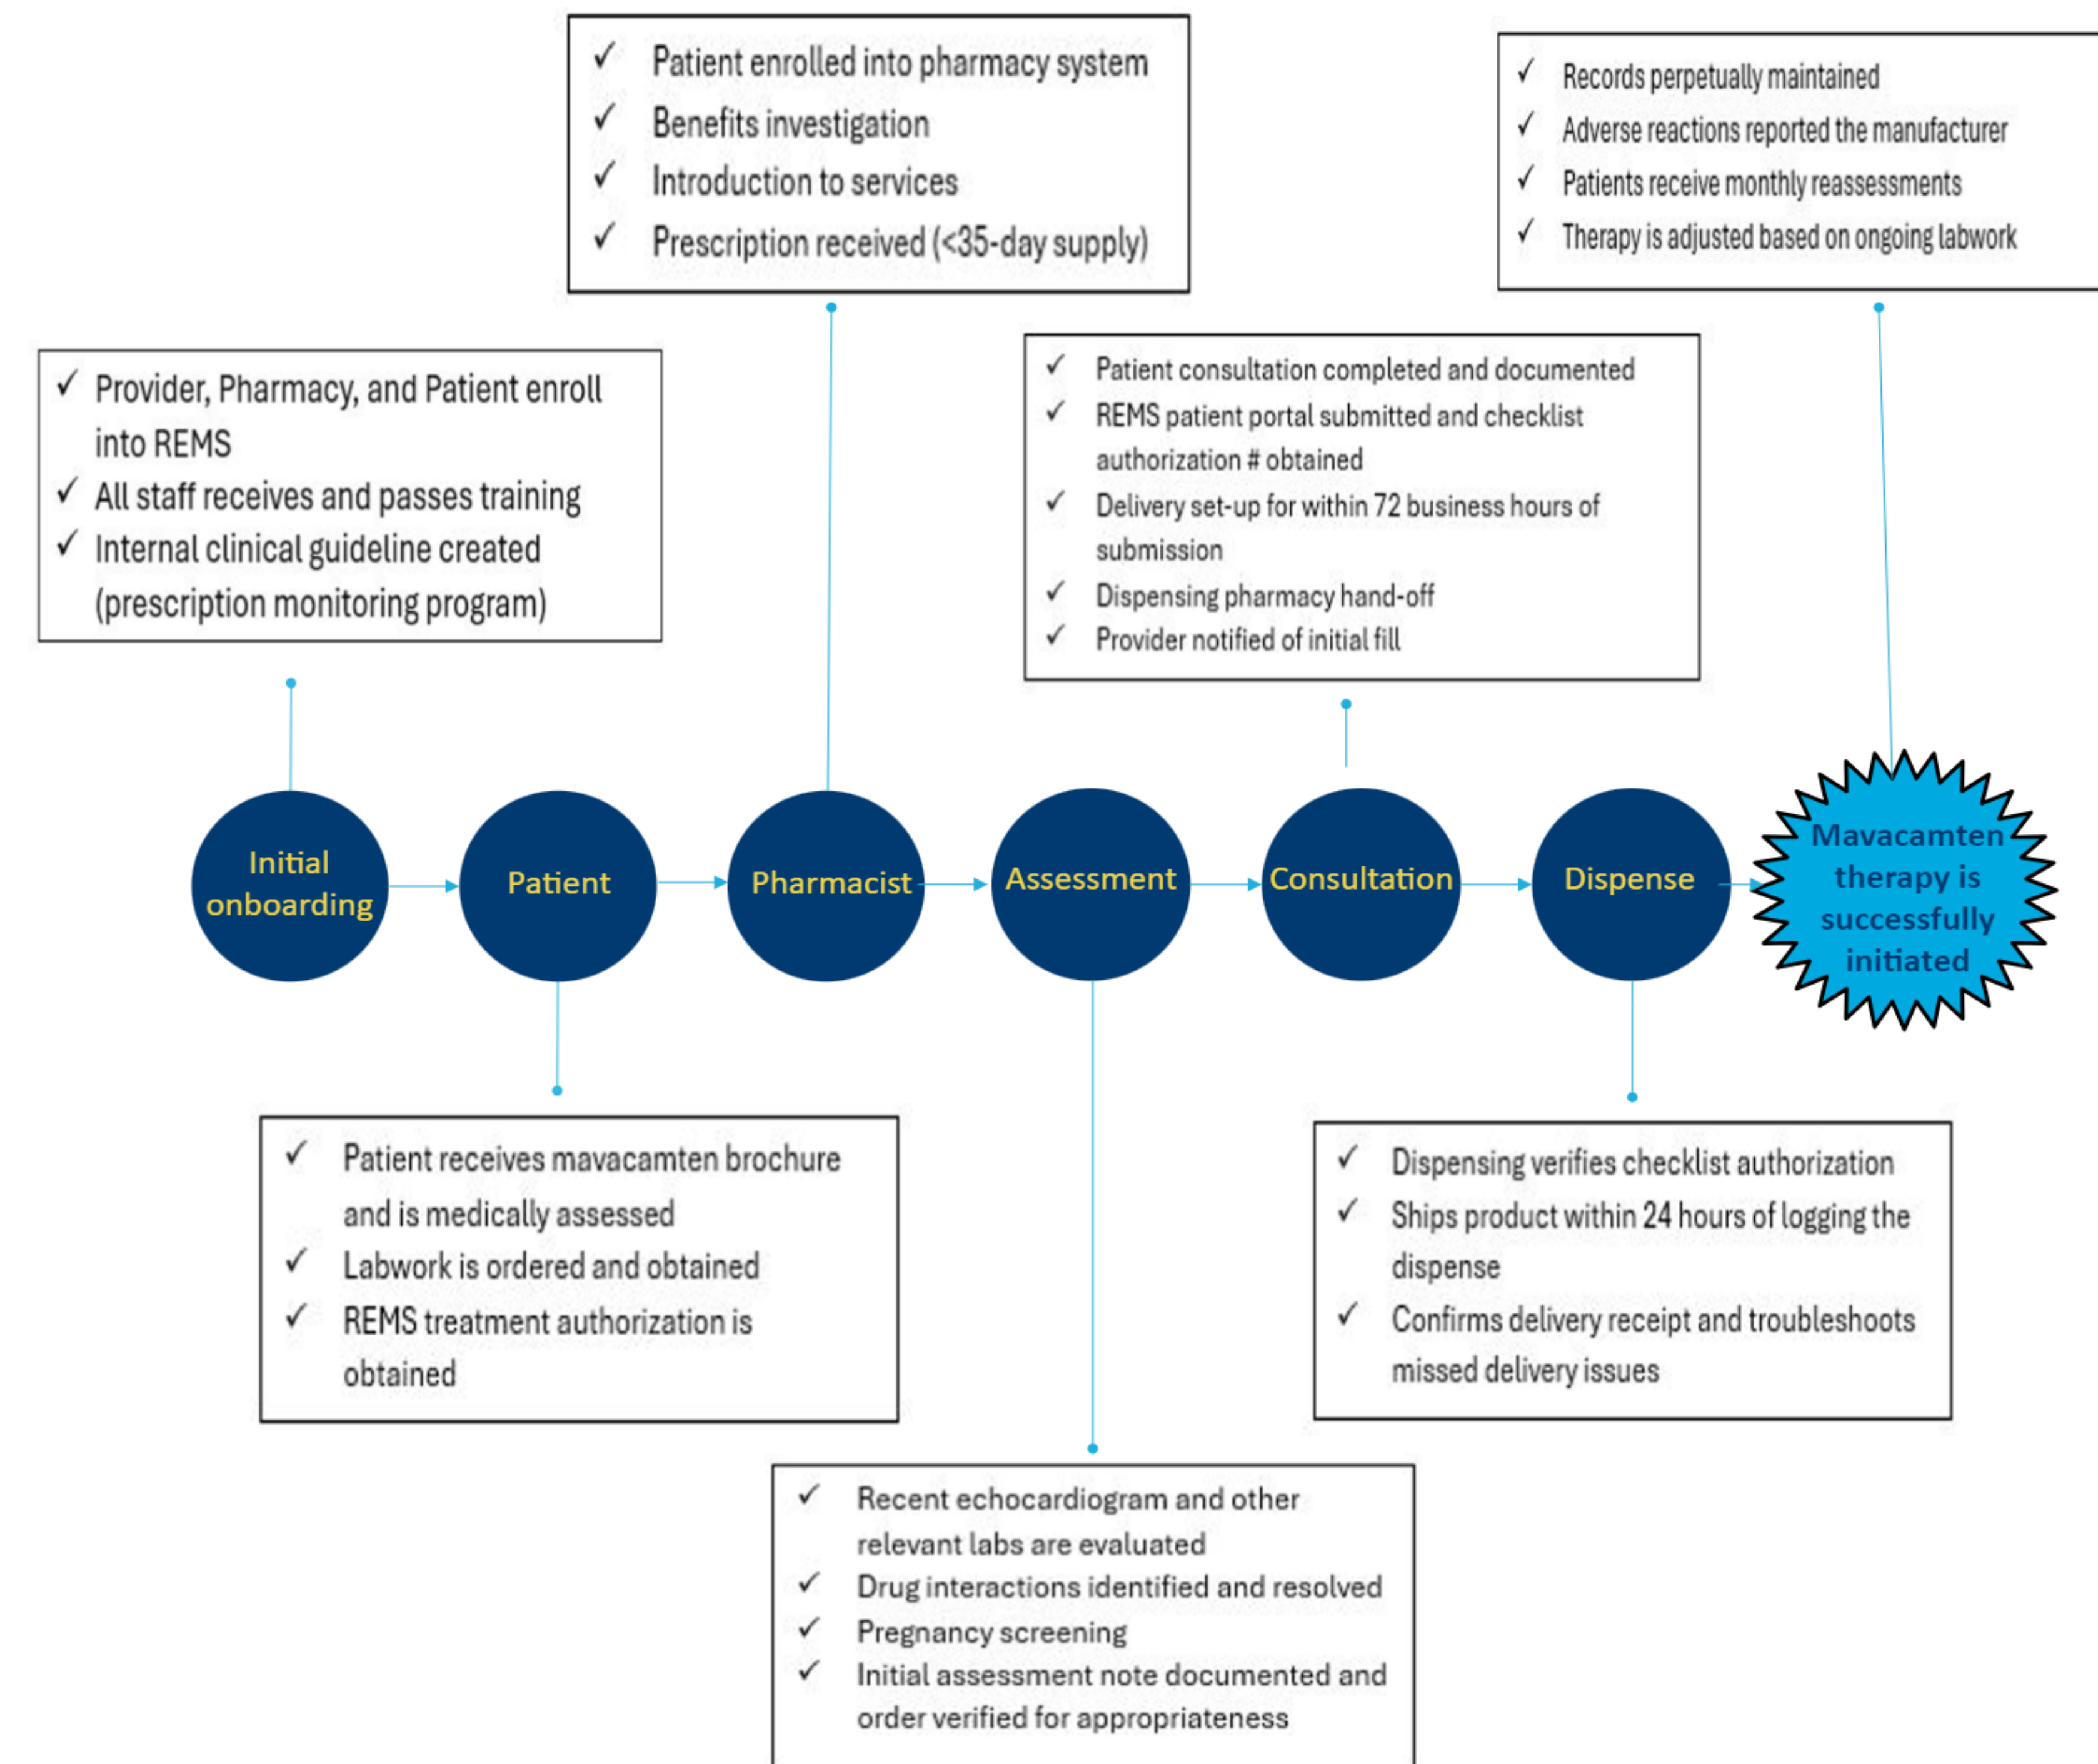 ✓ Patient enrolled into pharmacy system
✓ Benefits investigation
✓ Introduction to services
✓ Prescription received (<35-day supply)
✓ Records perpetually maintained
✓ Adverse reactions reported the manufacturer
✓ Patients receive monthly reassessments
✓ Therapy is adjusted based on ongoing labwork
✓ Provider, Pharmacy, and Patient enroll
into REMS
✓ All staff receives and passes training
✓ Internal clinical guideline created
(prescription monitoring program)
✓ Patient consultation completed and documented
✓ REMS patient portal submitted and checklist
authorization # obtained
✓ Delivery set-up for within 72 business hours of
submission
✓ Dispensing pharmacy hand-off
✓ Provider notified of initial fill
Initial
onboarding
Patient
Pharmacist
Assessment
Consultation
Dispense
Mavacamten
therapy is
successfully
initiated
✓ Patient receives mavacamten brochure
and is medically assessed
✓ Labwork is ordered and obtained
✓ REMS treatment authorization is
obtained
✓ Dispensing verifies checklist authorization
✓ Ships product within 24 hours of logging the
dispense
✓ Confirms delivery receipt and troubleshoots
missed delivery issues
✓ Recent echocardiogram and other
relevant labs are evaluated
✓ Drug interactions identified and resolved
✓ Pregnancy screening
✓ Initial assessment note documented and
order verified for appropriateness